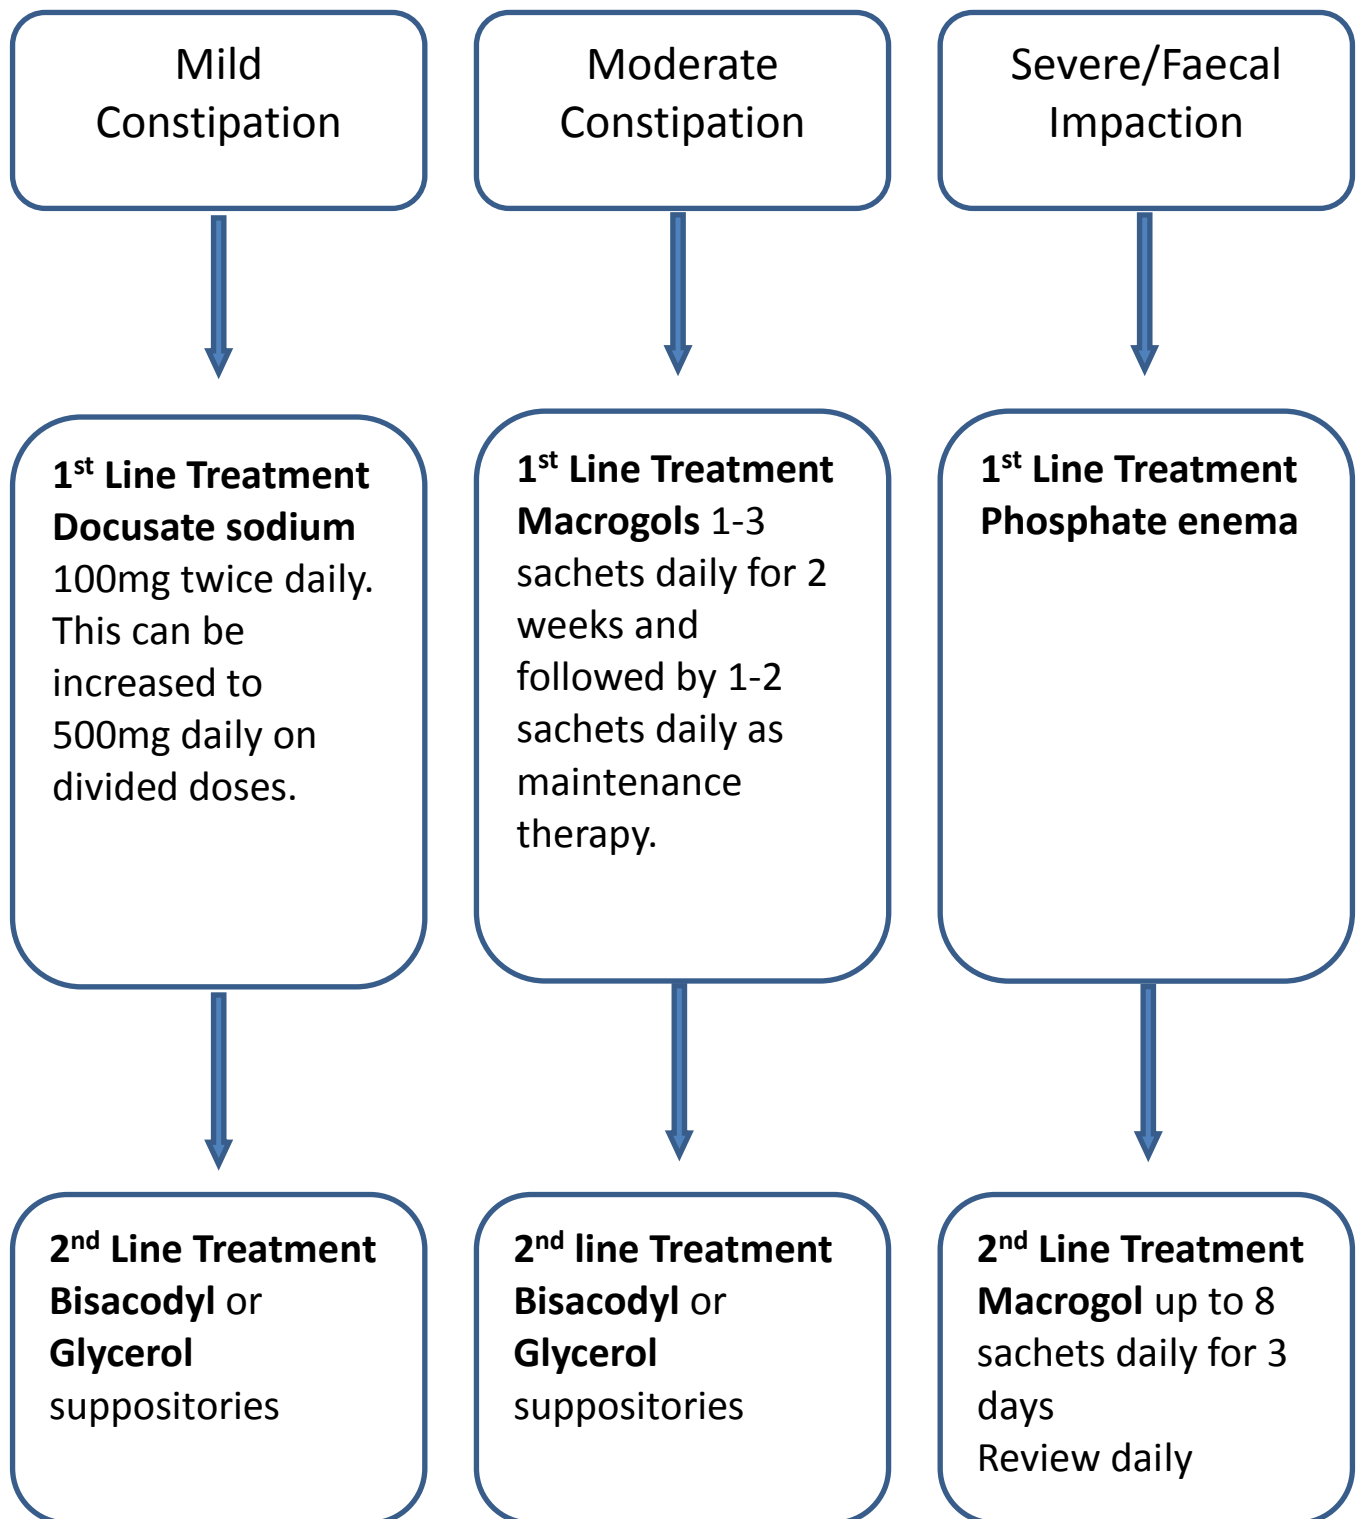 Mild
Constipation
Moderate
Constipation
Severe/Faecal
Impaction
1st Line Treatment
Docusate sodium
100mg twice daily.
This can be
increased to
500mg daily on
divided doses.
1st Line Treatment
Macrogols 1-3
sachets daily for 2
weeks and
followed by 1-2
sachets daily as
maintenance
therapy.
1st Line Treatment
Phosphate enema
2nd Line Treatment
Bisacodyl or
Glycerol
suppositories
2nd line Treatment
Bisacodyl or
Glycerol
suppositories
2nd Line Treatment
Macrogol up to 8
sachets daily for 3
days
Review daily